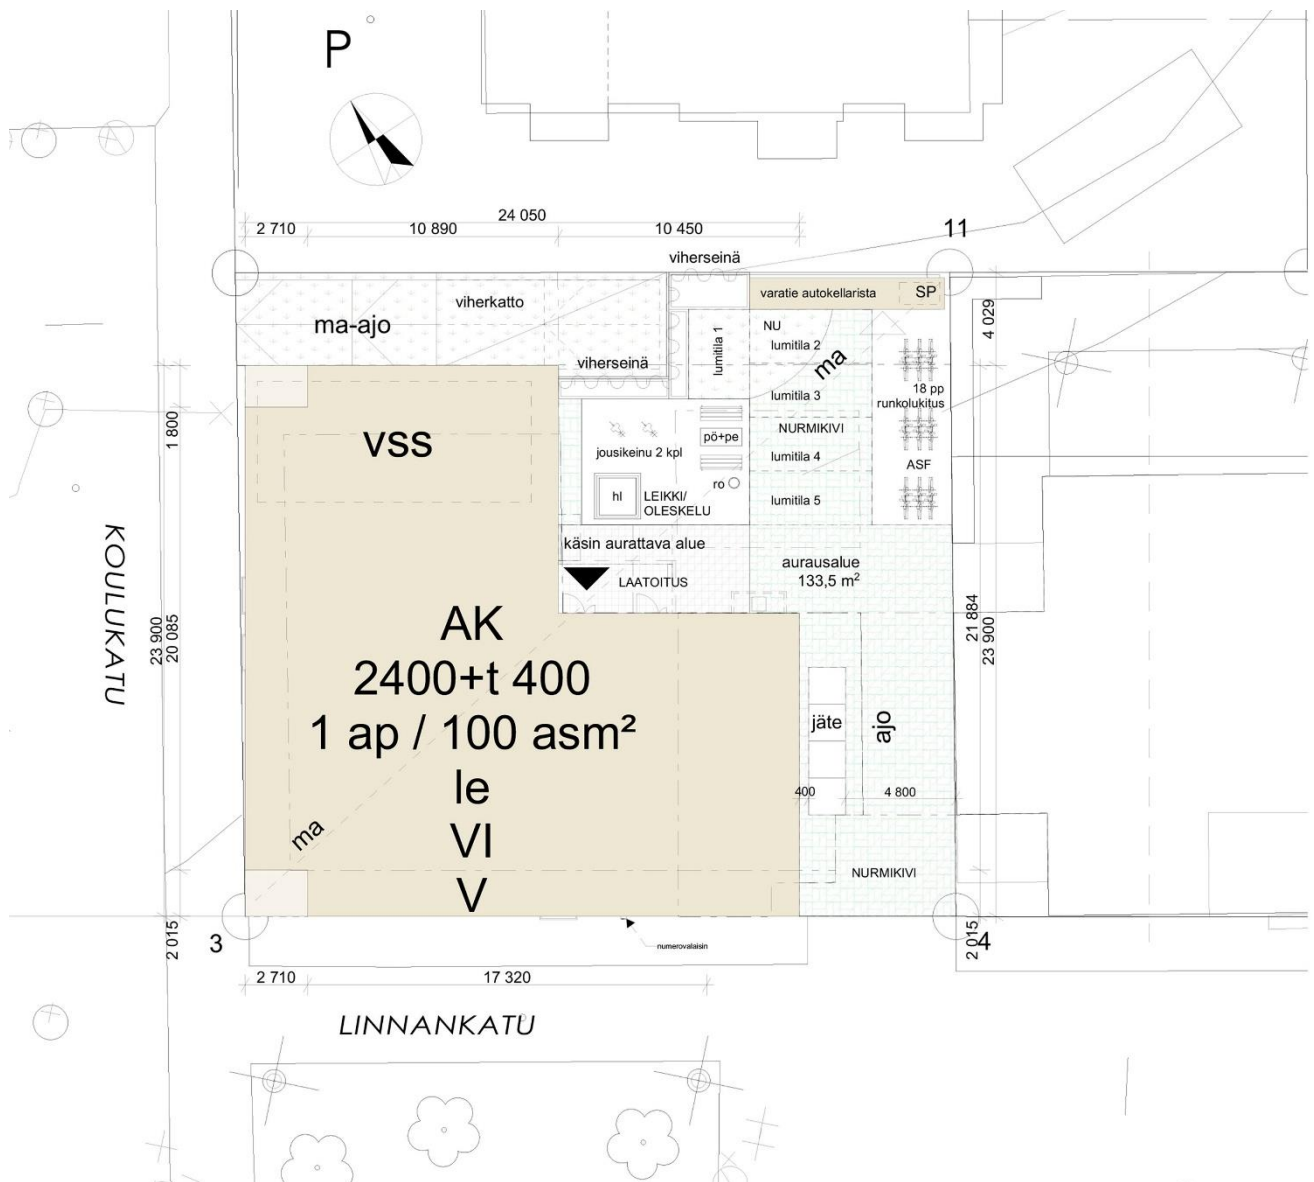 P
24 050
2 710
10 890
10 450
11
viherseinä
viherkatto
ma-ajo
varatie autokellarista
SP
4 029
NU
lumitila 1
lumitila 2
ma
viherseinä
lumitila 3
18 pp
runkolukitus
1 800
vss
pö+pe
NURMIKIVI
jousikeinu 2 kpl
lumitila 4
ASF
ro
hl
LEIKKI/
OLESKELU
lumitila 5
KOULUKATU
käsin aurattava alue
aurausalue
133,5 m²
LAATOITUS
23 900
20 085
21 884
23 900
AK
2400+t 400
1 ap / 100 asm²
le
VI
V
jäte
ajo
400
4 800
ma
NURMIKIVI
2 015
3
numerovalaisin
2 015
4
2 710
17 320
LINNANKATU